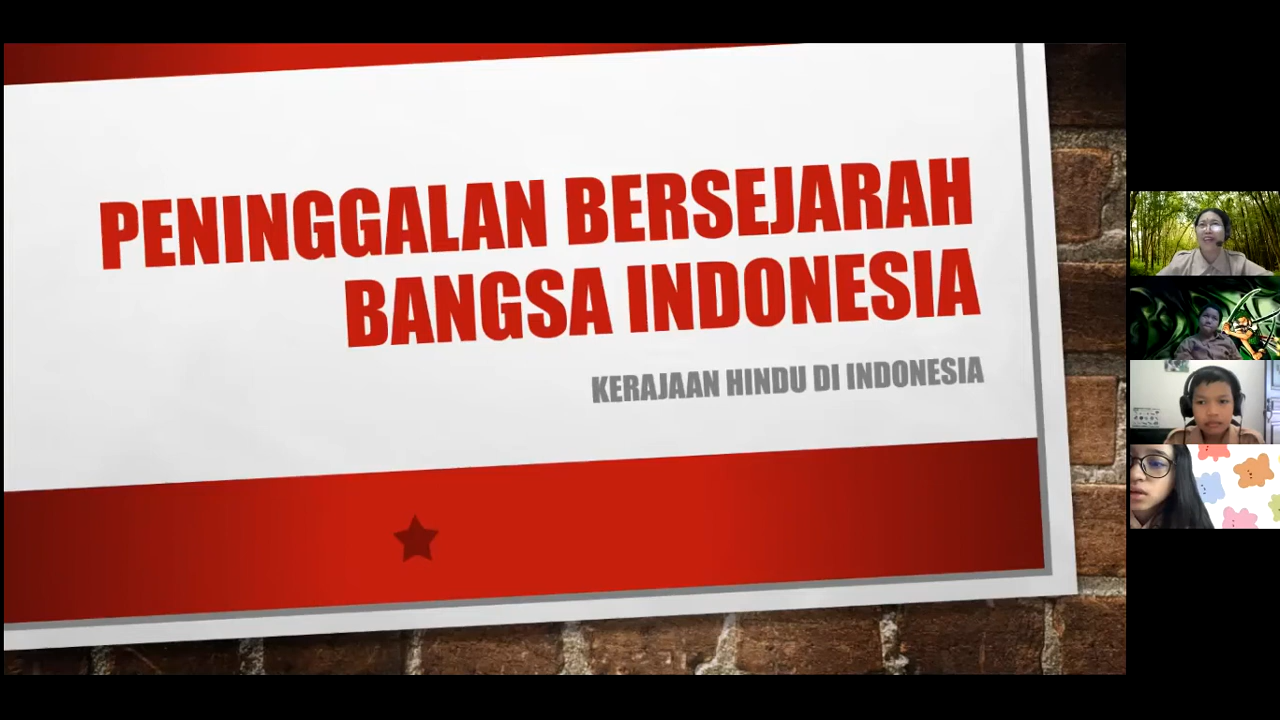 PENINGGALAN BERSEJARAH
BANGSA INDONESIA
KERAJAAN HINDU DI INDONESIA